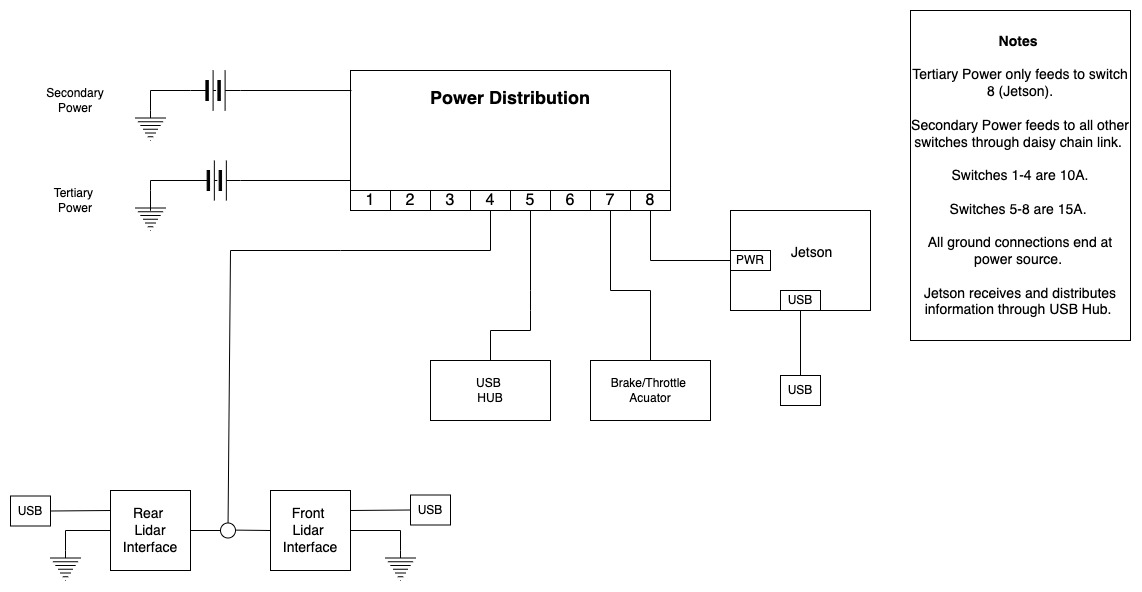 Notes
Tertiary Power only feeds to switch
8 (Jetson).
Secondary Power feeds to all other
switches through daisy chain link.
Switches 1-4 are 10A.
Switches 5-8 are 15A.
All ground connections end at
power source.
Jetson receives and distributes
information through USB Hub.
Secondary
Power
Power Distribution
Tertiary
Power
1 2 3 4 5 6 7 8
PWR
Jetson
USB
USB
USB
HUB
Brake/Throttle
Acuator
USB
Rear
Lidar
Interface
Front
Lidar
Interface
USB